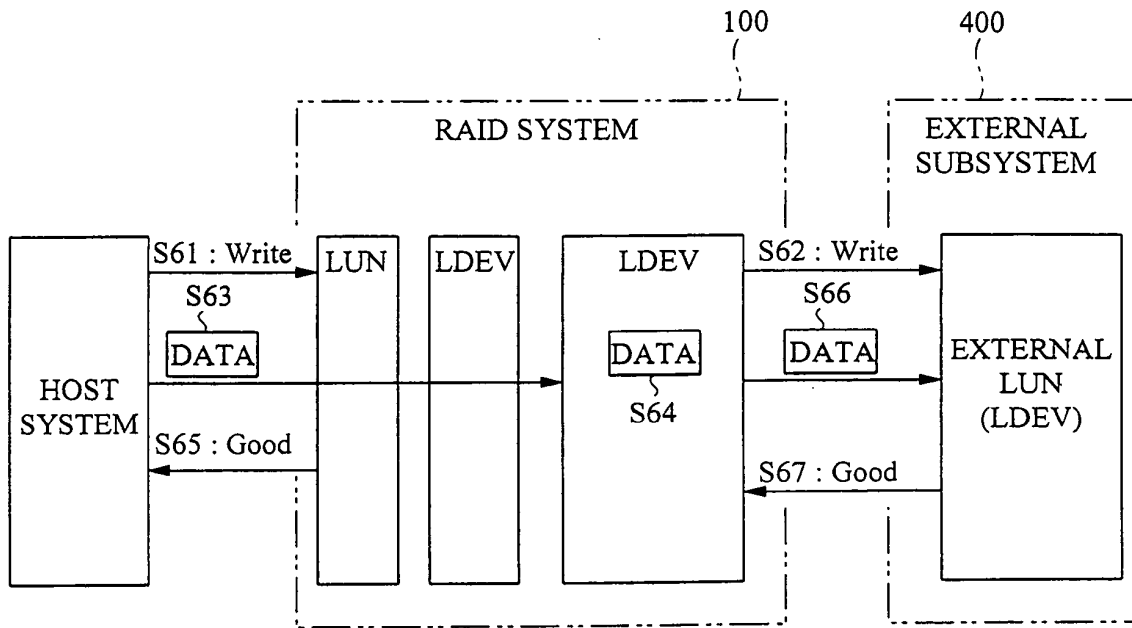 100
400
RAID SYSTEM
EXTERNAL
SUBSYSTEM
S61 : Write
LUN
LDEV
LDEV
S62 : Write
S63
S66
DATA
DATA
DATA
S64
HOST
SYSTEM
EXTERNAL
LUN
(LDEV)
S65 : Good
S67 : Good